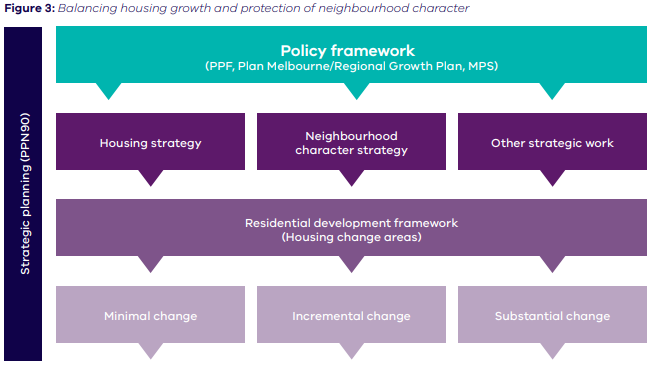 Figure 3: Balancing housing growth and protection of neighbourhood character
Strategic planning (PPN90)
Policy framework
(PPF, Plan Melbourne/Regional Growth Plan, MPS)
Housing strategy
Neighbourhood
character strategy
Other strategic work
Residential development framework
(Housing change areas)
Minimal change
Incremental change
Substantial change